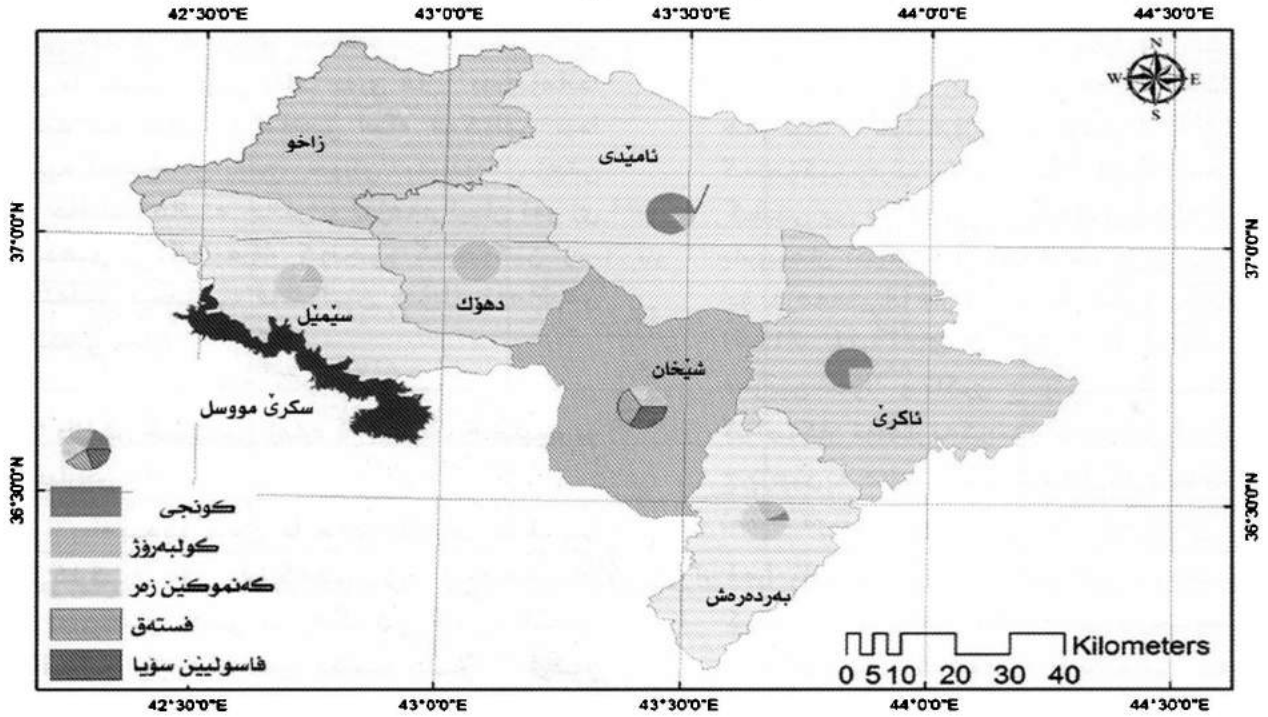 42°30'0"E 43°0'0"E 43°30'0"E 44°0'0"E 44°30'0"E
N
W E
S
زاخو
ئامێدی
37°0'0"N 37°0'0"N
دهۆك
سێمێل
شێخان
سكرێ مووسل
ئاكرێ
36°30'0"N 36°30'0"N
كونجی
كولبەرۆژ
گەنموكێن زەر
فستەق
فاسولیێن سۆیا
بەردەرەش
Kilometers
0 5 10 20 30 40
42°30'0"E 43°0'0"E 43°30'0"E 44°0'0"E 44°30'0"E